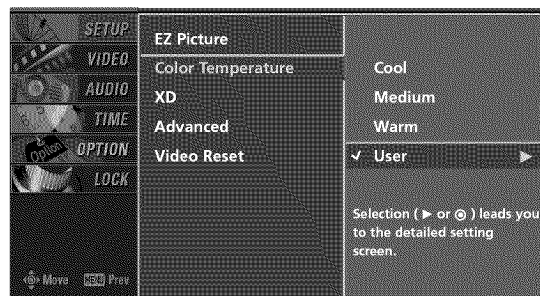 SETUP
VIDEO
AUDIO
TIME
OPTION
LOCK
Move MENU Prev
EZ Picture
Color Temperature
XD
Advanced
Video Reset
Cool
Medium
Warm
✓ User ▶
Selection ( ▶ or ◉ ) leads you
to the detailed setting
screen.
Option